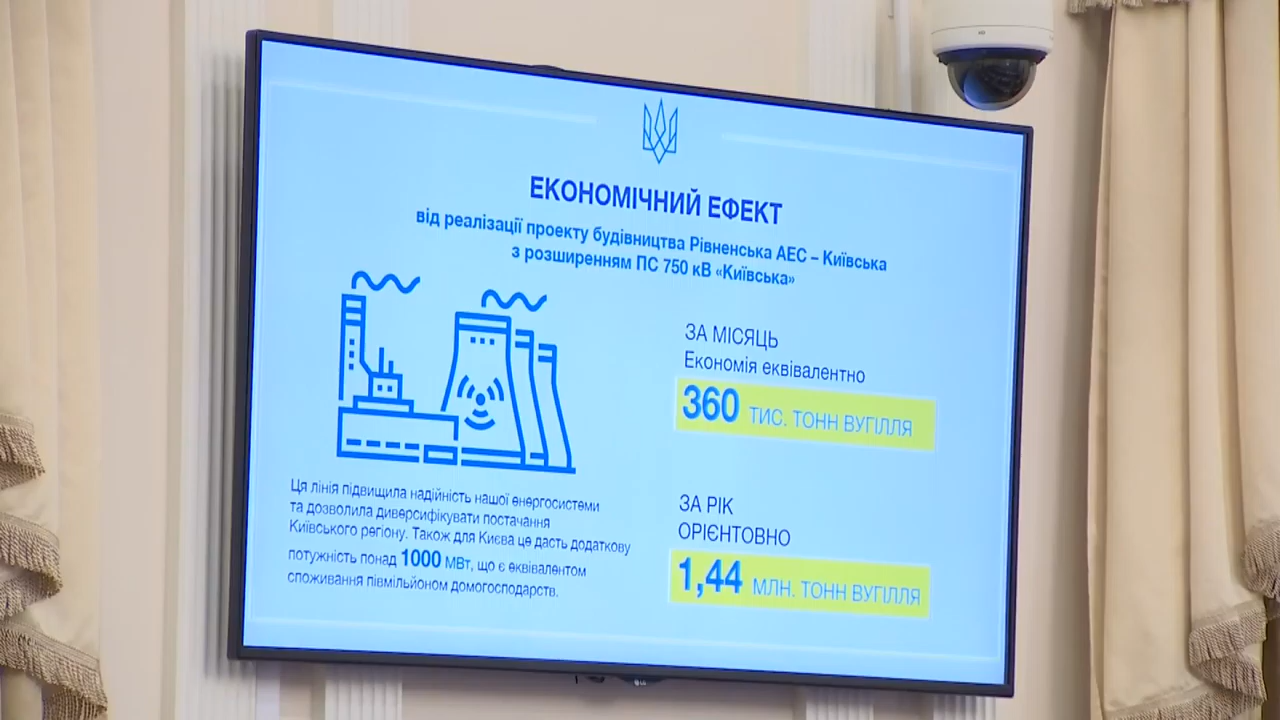 ЕКОНОМІЧНИЙ ЕФЕКТ
від реалізації проекту будівництва Рівненська АЕС – Київська
з розширенням ПС 750 кВ «Київська»
ЗА МІСЯЦЬ
Економія еквівалентно
360 ТИС. ТОНН ВУГІЛЛЯ
Ця лінія підвищила надійність нашої енергосистеми
та дозволила диверсифікувати постачання
Київського регіону. Також для Києва це дасть додаткову
потужність понад 1000 МВт, що є еквівалентом
споживання півмільйоном домогосподарств.
ЗА РІК
ОРІЄНТОВНО
1,44 МЛН. ТОНН ВУГІЛЛЯ
LG